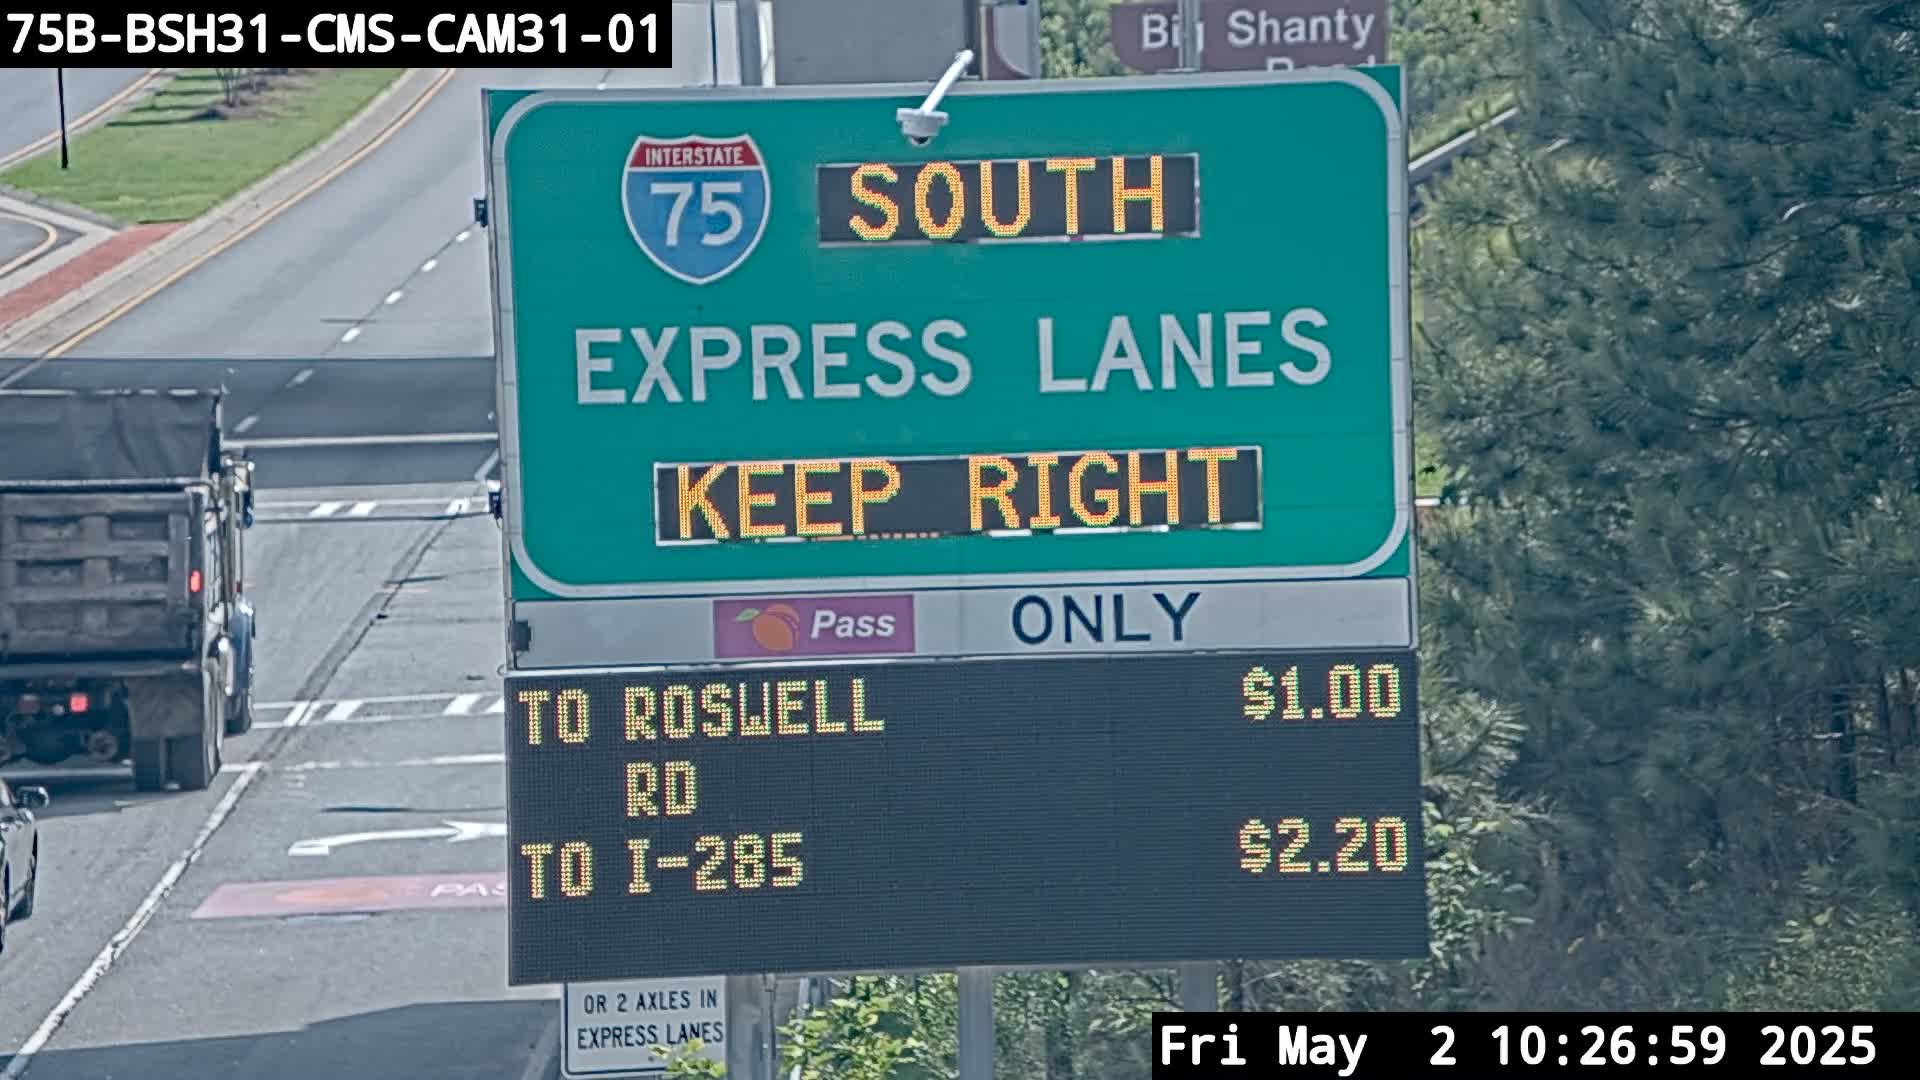 75B-BSH31-CMS-CAM31-01
Big Shanty
Road
INTERSTATE
75
SOUTH
EXPRESS LANES
KEEP RIGHT
Pass ONLY
TO ROSWELL $1.00
RD
TO I-285 $2.20
PAS
OR 2 AXLES IN
EXPRESS LANES
Fri May 2 10:26:59 2025